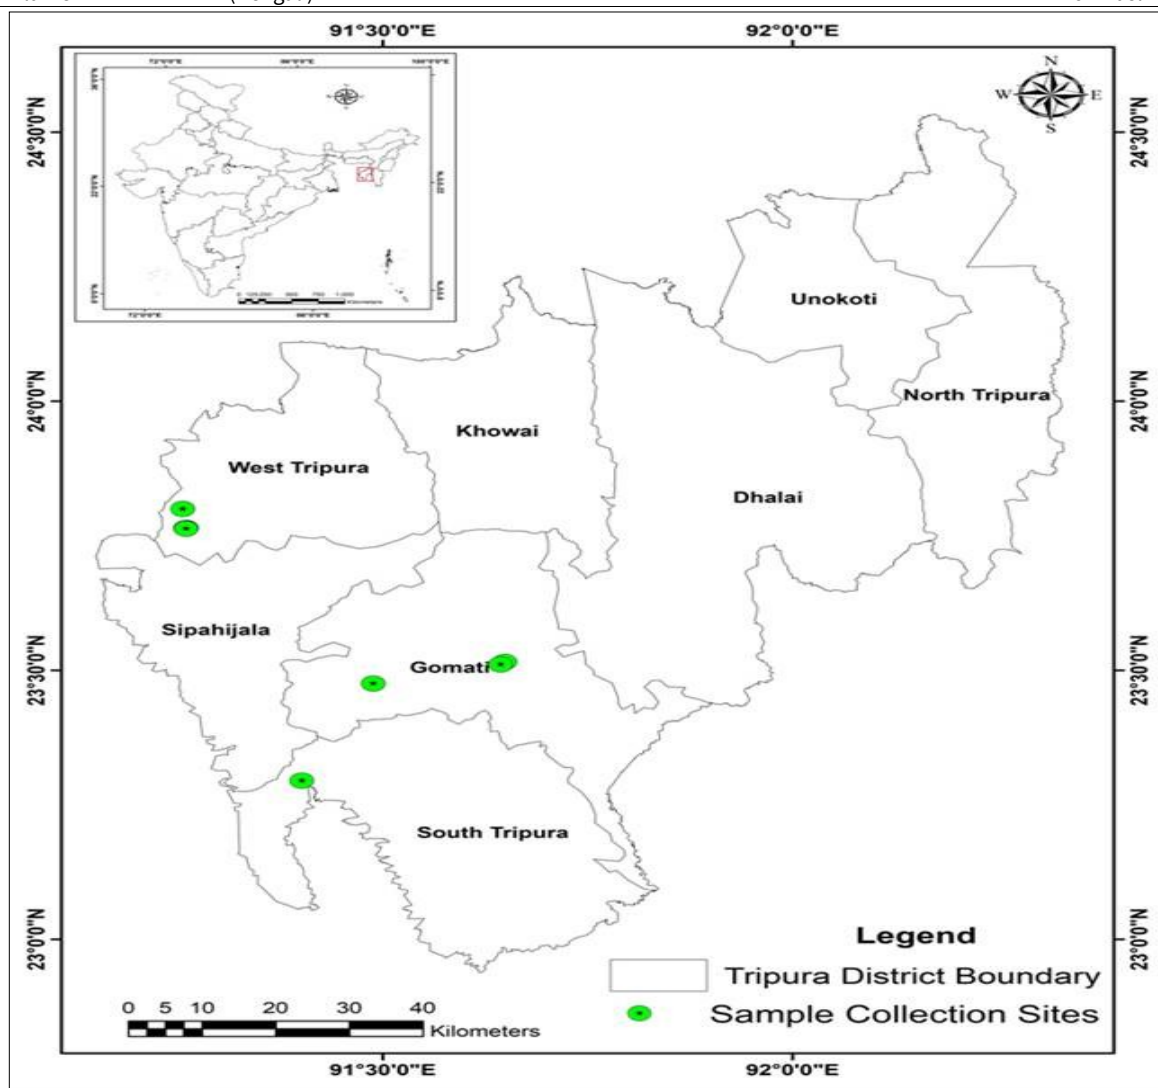 91°30'0"E 92°0'0"E
N
W E
S
24°30'0"N 24°30'0"N
Unokoti
24°0'0"N 24°0'0"N
North Tripura
Khowai
West Tripura
Dhalai
Sipahijala
Gomati
23°30'0"N 23°30'0"N
South Tripura
Legend
23°0'0"N 23°0'0"N
Tripura District Boundary
Sample Collection Sites
0 5 10 20 30 40
Kilometers
91°30'0"E 92°0'0"E